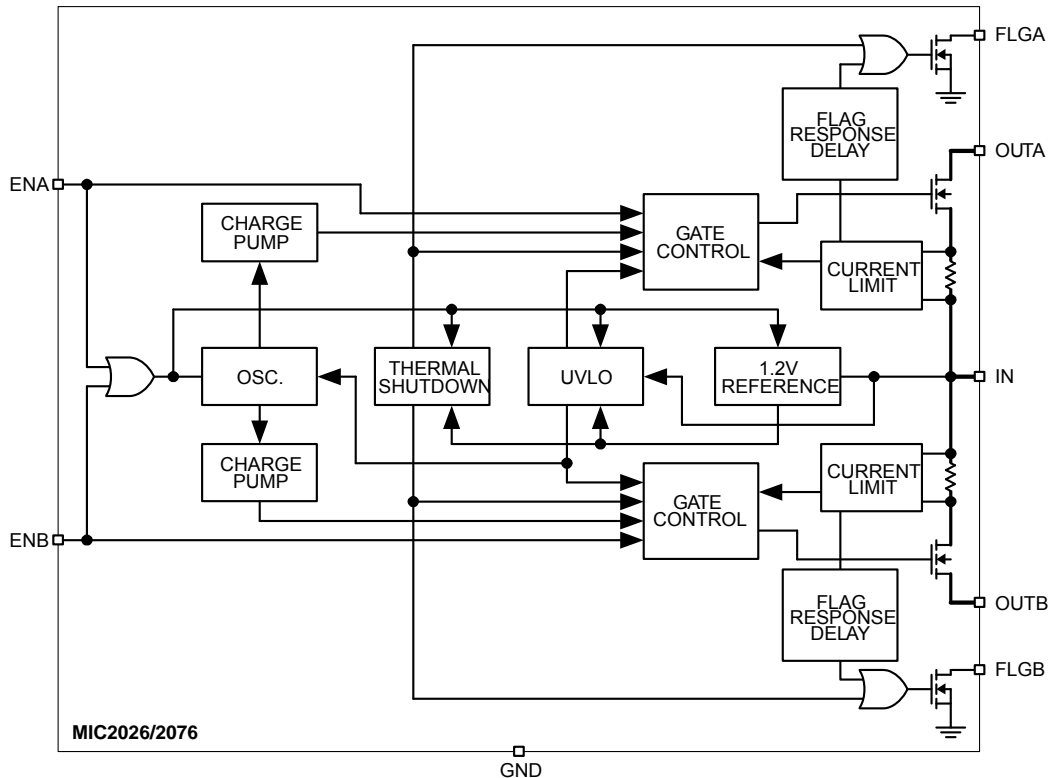 FLGA
FLAG
RESPONSE
DELAY
OUTA
ENA
CHARGE
PUMP
GATE
CONTROL
CURRENT
LIMIT
OSC.
THERMAL
SHUTDOWN
UVLO
1.2V
REFERENCE
IN
CHARGE
PUMP
CURRENT
LIMIT
GATE
CONTROL
ENB
FLAG
RESPONSE
DELAY
OUTB
FLGB
MIC2026/2076
GND